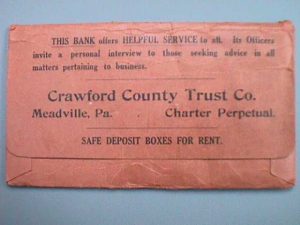 THIS BANK offers HELPFUL SERVICE to all. Its Officers
invite a personal interview to those seeking advice in all
matters pertaining to business.
Crawford County Trust Co.
Meadville, Pa. Charter Perpetual.
SAFE DEPOSIT BOXES FOR RENT.